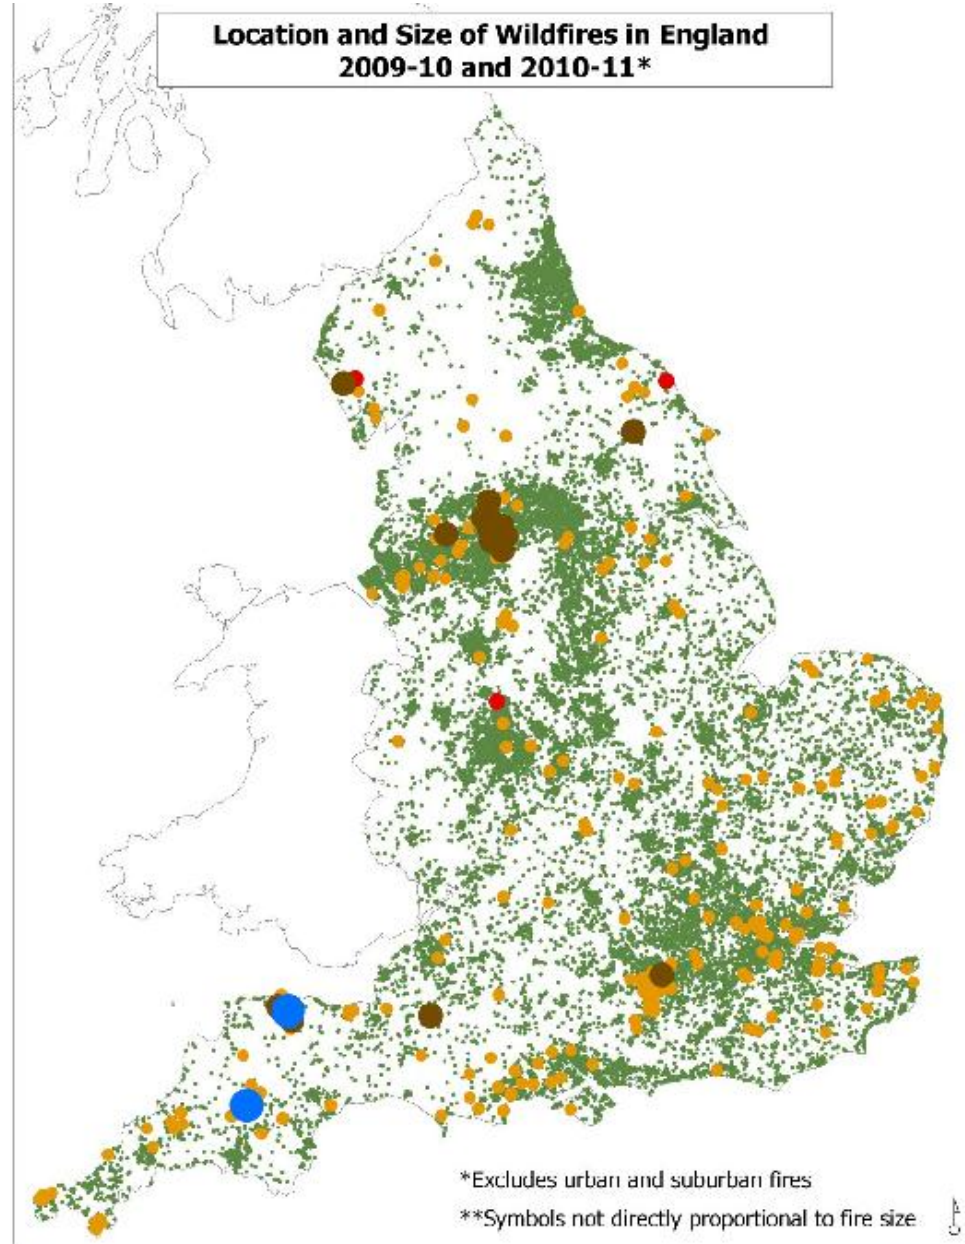 Location and Size of Wildfires in England
2009-10 and 2010-11*
*Excludes urban and suburban fires
**Symbols not directly proportional to fire size